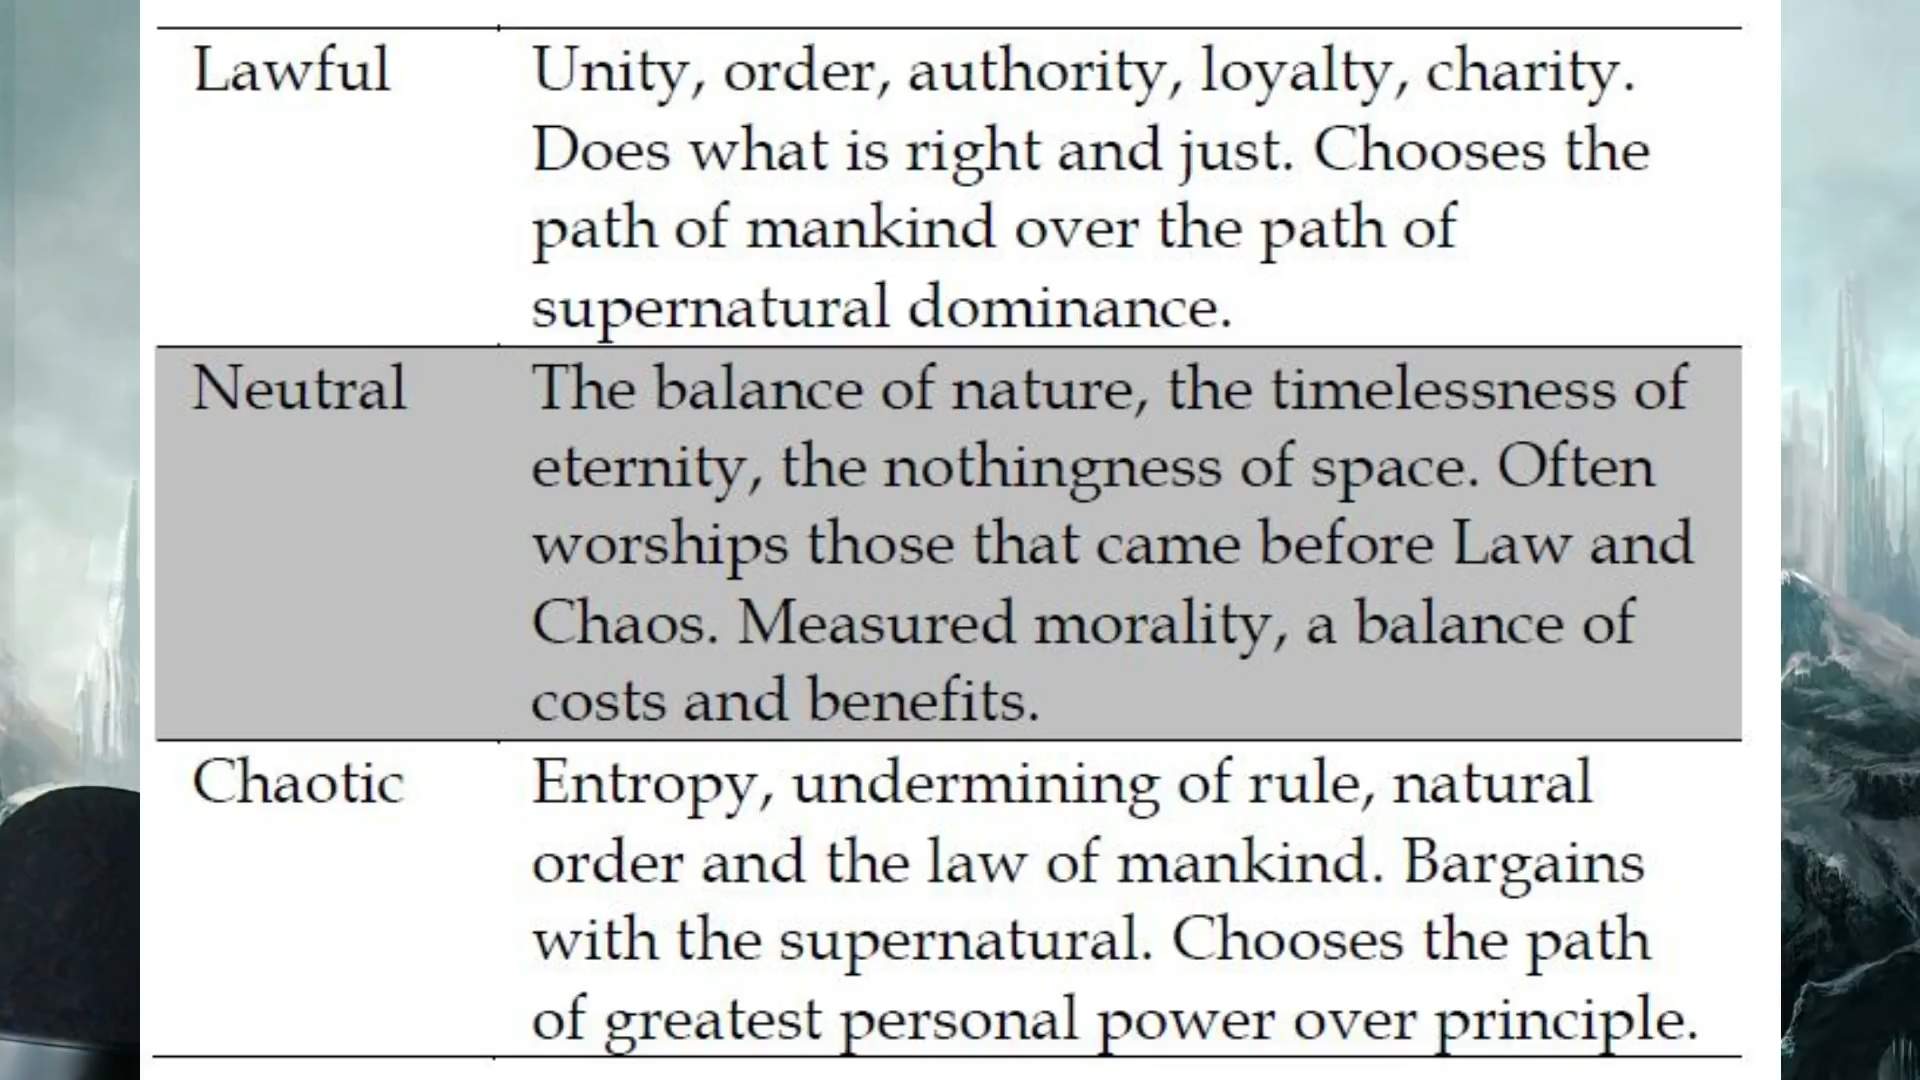 Lawful
Unity, order, authority, loyalty, charity.
Does what is right and just. Chooses the
path of mankind over the path of
supernatural dominance.
Neutral
The balance of nature, the timelessness of
eternity, the nothingness of space. Often
worships those that came before Law and
Chaos. Measured morality, a balance of
costs and benefits.
Chaotic
Entropy, undermining of rule, natural
order and the law of mankind. Bargains
with the supernatural. Chooses the path
of greatest personal power over principle.